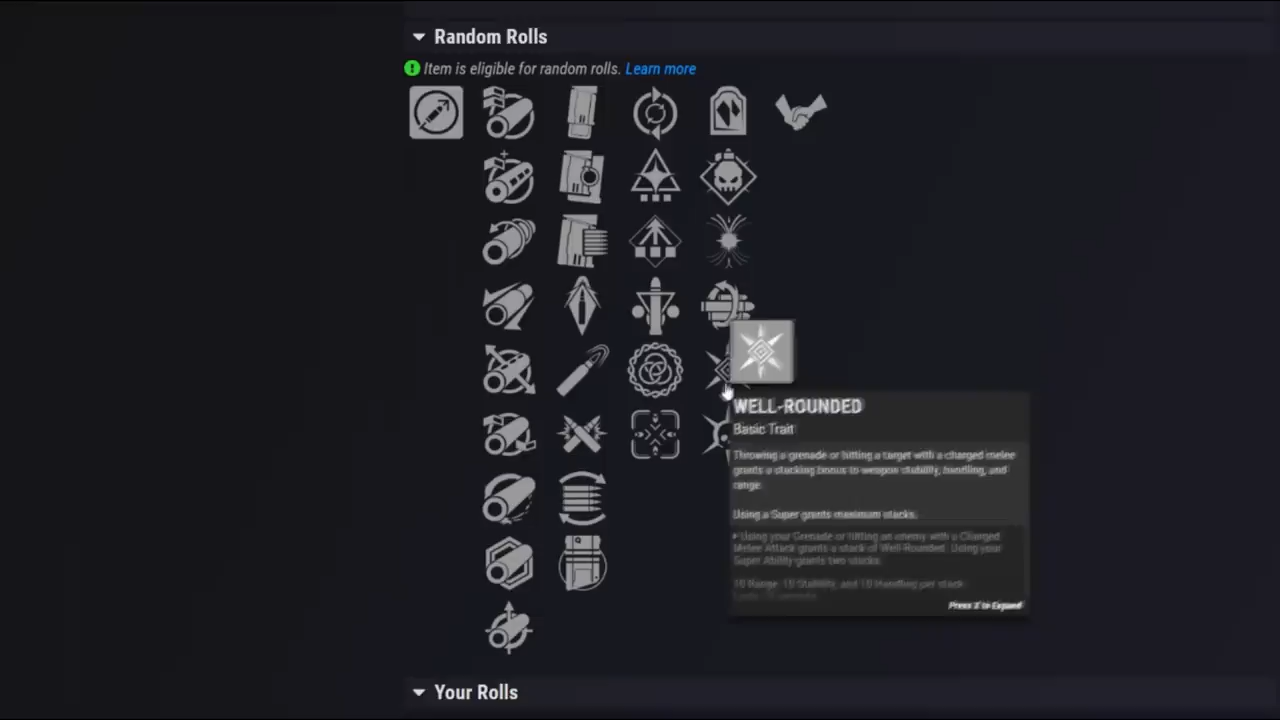 Random Rolls
Item is eligible for random rolls. Learn more
WELL-ROUNDED
Basic Trait
Throwing a grenade or hitting a target with a charged melee
grants a stacking bonus to weapon stability, handling, and
range.
Using a Super grants maximum stacks.
Using your Grenade or hitting an enemy with a Charged
Melee Attack grants a stack of Well-Rounded. Using your
Super Ability grants two stacks.
10 Range, 10 Stability, and 10 Handling per stack
Press 'Z' to Expand
Your Rolls